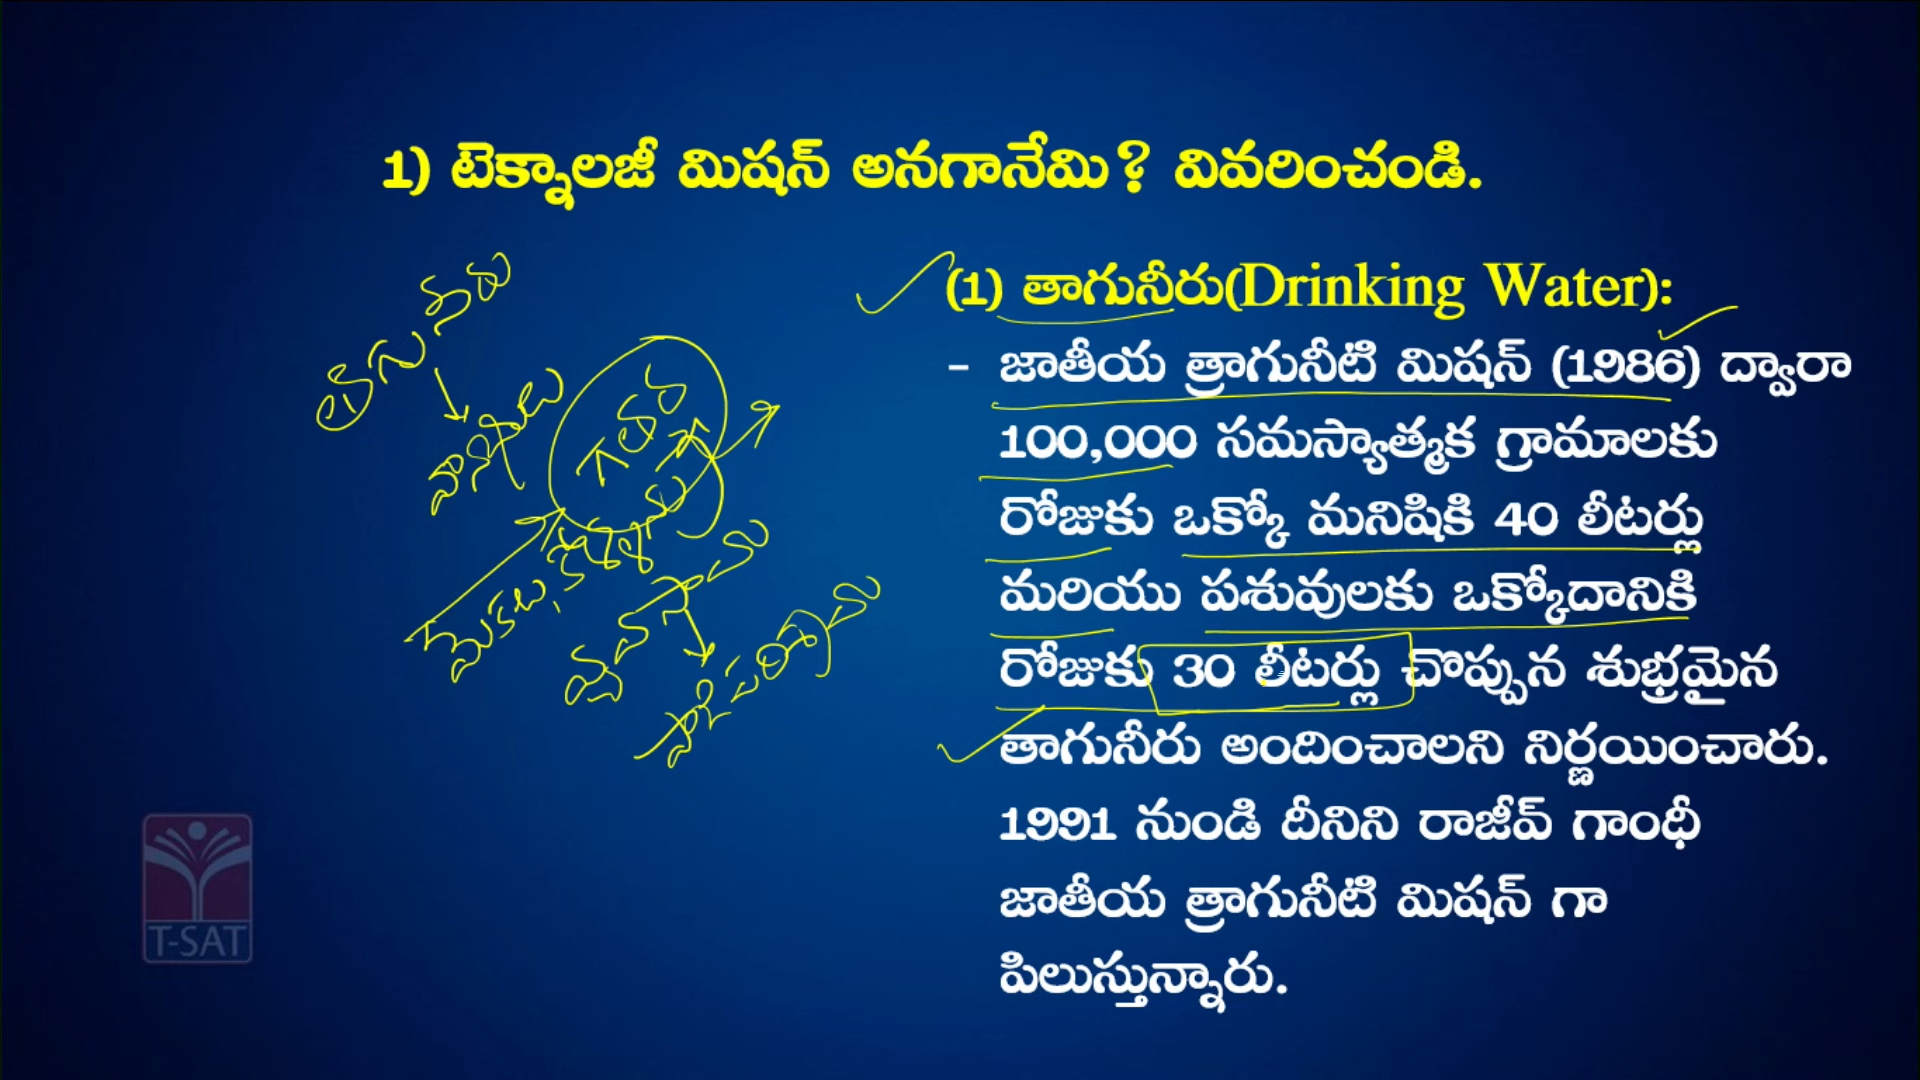 1) టెక్నాలజీ మిషన్ అనగానేమి? వివరించండి.
(1) తాగునీరు(Drinking Water):
- జాతీయ త్రాగునీటి మిషన్ (1986) ద్వారా
100,000 సమస్యాత్మక గ్రామాలకు
రోజుకు ఒక్కో మనిషికి 40 లీటర్లు
మరియు పశువులకు ఒక్కోదానికి
రోజుకు 30 లీటర్లు చొప్పున శుభ్రమైన
తాగునీరు అందించాలని నిర్ణయించారు.
1991 నుండి దీనిని రాజీవ్ గాంధీ
జాతీయ త్రాగునీటి మిషన్ గా
పిలుస్తున్నారు.
T-SAT